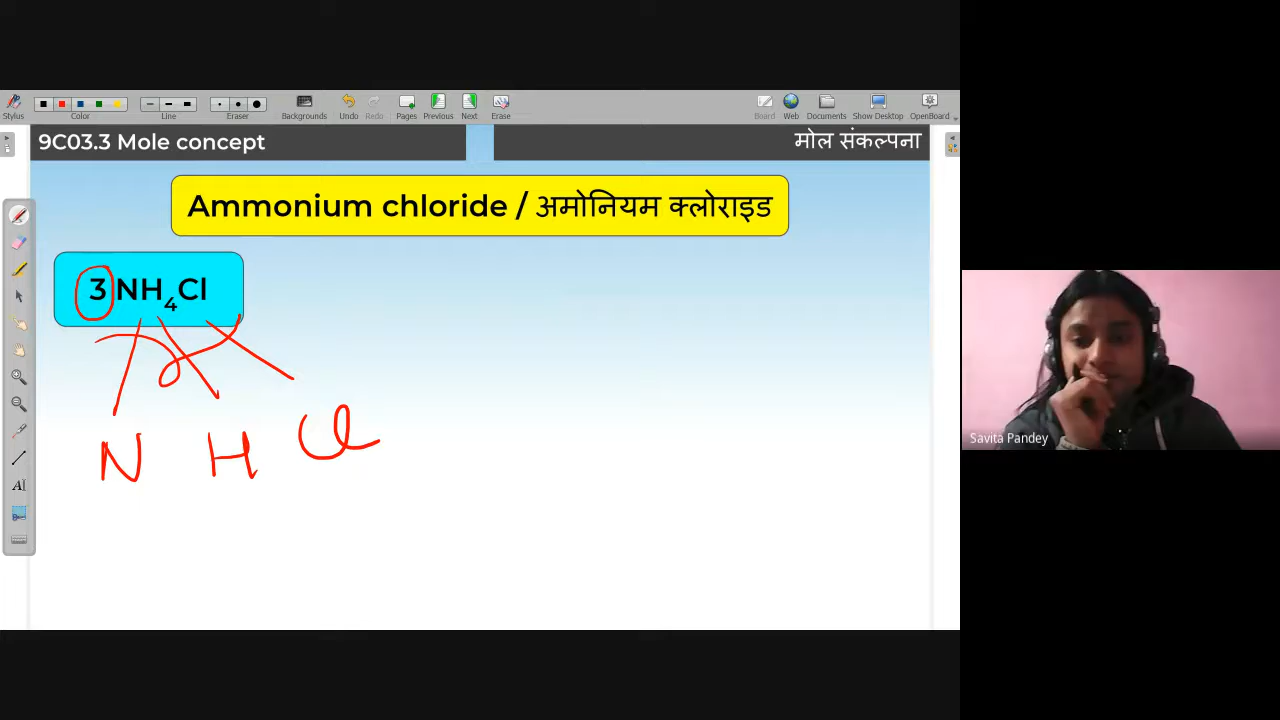 Stylus Color Line Eraser Backgrounds Undo Redo Pages Previous Next Erase Board Web Documents Show Desktop OpenBoard
9C03.3 Mole concept मोल संकल्पना
Ammonium chloride / अमोनियम क्लोराइड
3 NH₄Cl
N H Cl
Savita Pandey